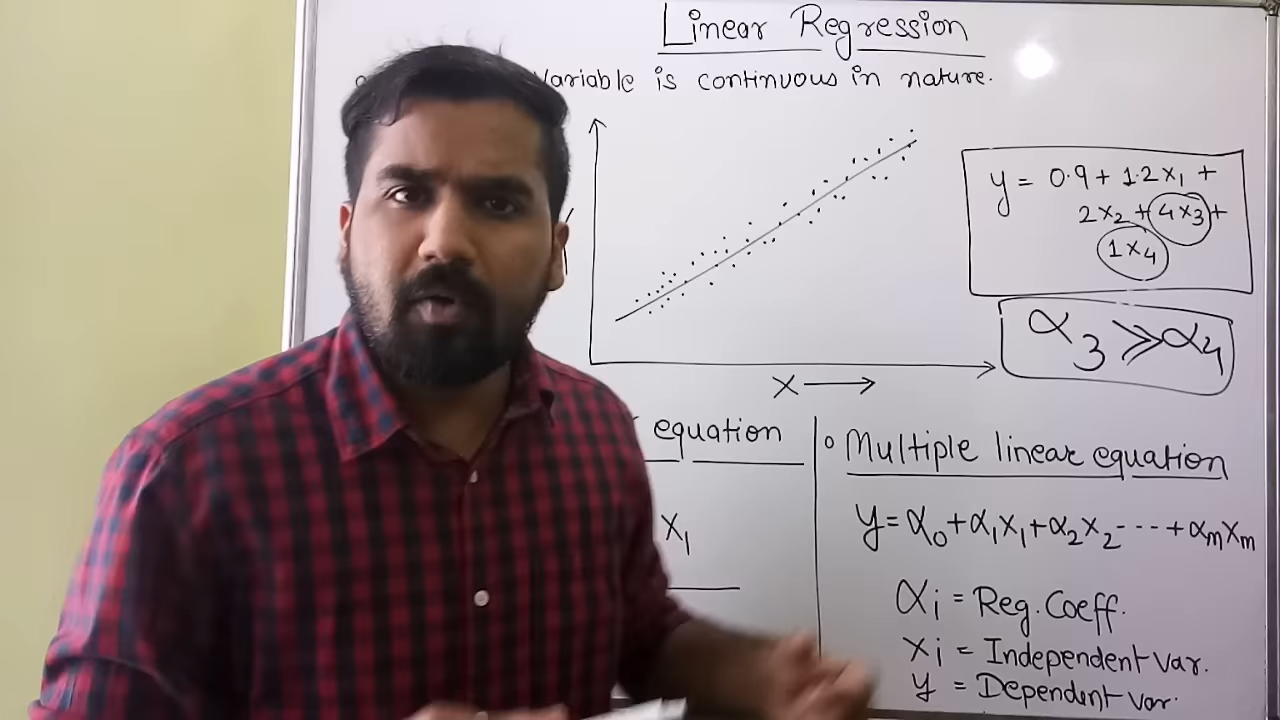 Linear Regression
variable is continuous in nature.
y = 0.9 + 1.2x₁ +
2x₂ + 4x₃ +
1x₄
α₃ ≫ α₄
X ⟶
equation
x₁
° Multiple linear equation
y = α₀ + α₁x₁ + α₂x₂ - - - - + αₘxₘ
αi = Reg. Coeff.
xi = Independent var.
y = Dependent var.